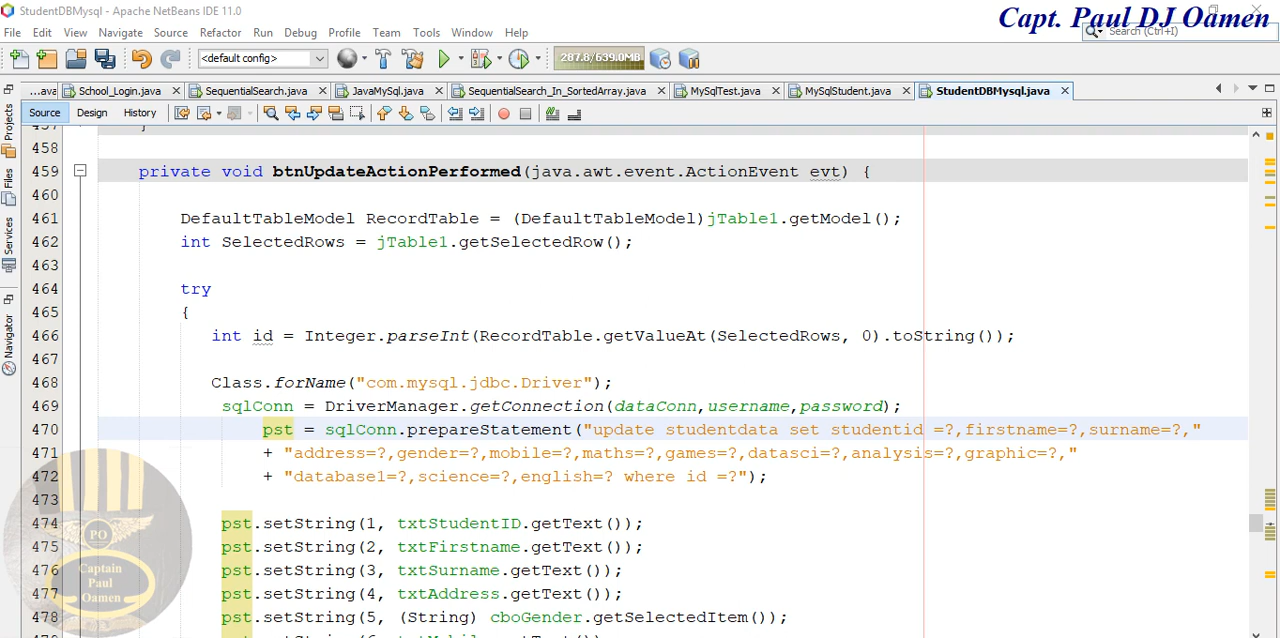 StudentDBMysql - Apache NetBeans IDE 11.0
Capt. Paul DJ Oamen
File Edit View Navigate Source Refactor Run Debug Profile Team Tools Window Help
Search (Ctrl+I)
<default config>
287.8/639.0MB
...ava School_Login.java SequentialSearch.java JavaMySql.java SequentialSearch_In_SortedArray.java MySqlTest.java MySqlStudent.java StudentDBMysql.java
Source Design History
Projects
Files
Services
Navigator
457 }
458
459 private void btnUpdateActionPerformed(java.awt.event.ActionEvent evt) {
460
461 DefaultTableModel RecordTable = (DefaultTableModel)jTable1.getModel();
462 int SelectedRows = jTable1.getSelectedRow();
463
464 try
465 {
466 int id = Integer.parseInt(RecordTable.getValueAt(SelectedRows, 0).toString());
467
468 Class.forName("com.mysql.jdbc.Driver");
469 sqlConn = DriverManager.getConnection(dataConn,username,password);
470 pst = sqlConn.prepareStatement("update studentdata set studentid =?,firstname=?,surname=?,"
471 + "address=?,gender=?,mobile=?,maths=?,games=?,datasci=?,analysis=?,graphic=?,"
472 + "database1=?,science=?,english=? where id =?");
473
474 pst.setString(1, txtStudentID.getText());
475 pst.setString(2, txtFirstname.getText());
476 pst.setString(3, txtSurname.getText());
477 pst.setString(4, txtAddress.getText());
478 pst.setString(5, (String) cboGender.getSelectedItem());
PO
Captain
Paul
Oamen